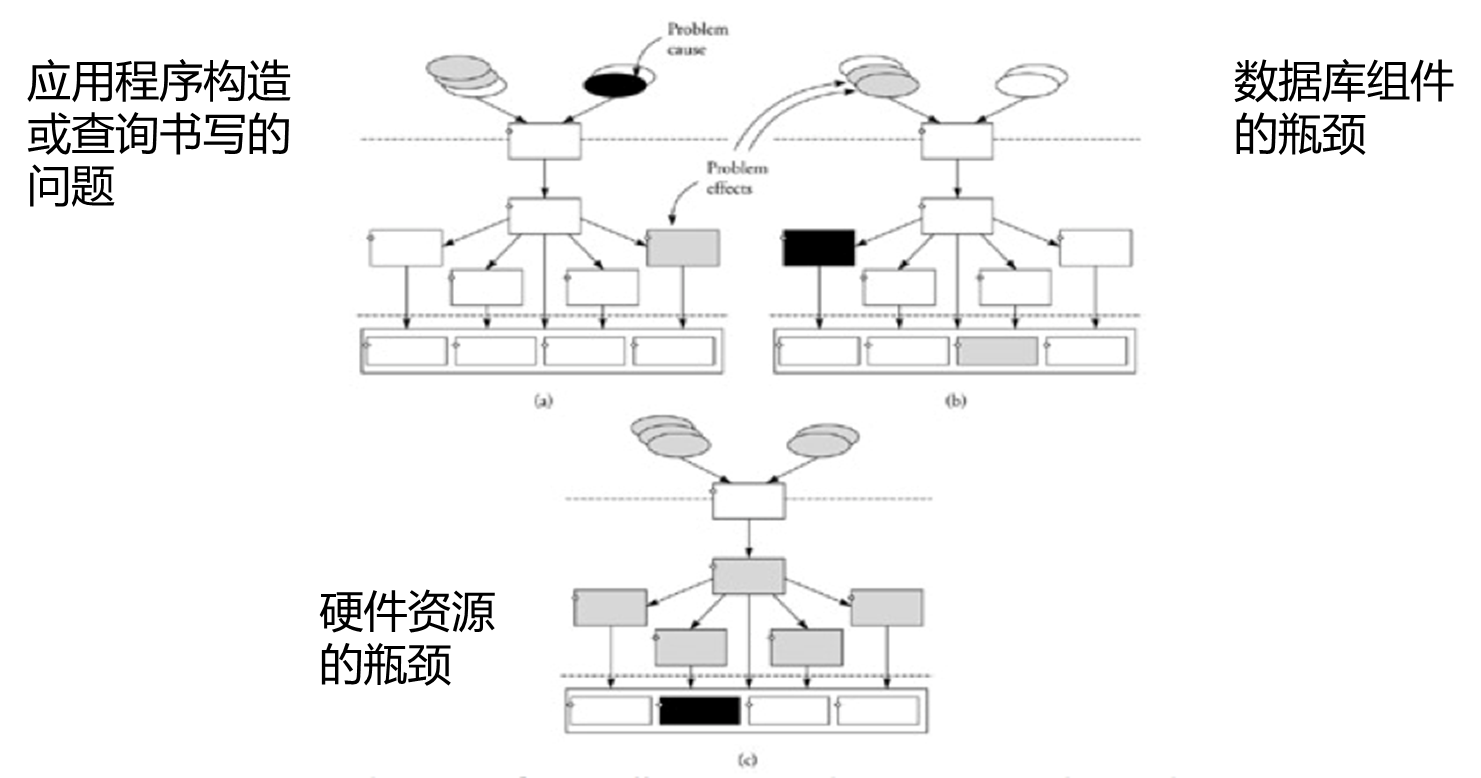 应用程序构造
或查询书写的
问题
Problem
cause
数据库组件
的瓶颈
Problem
effects
(a)
(b)
硬件资源
的瓶颈
(c)